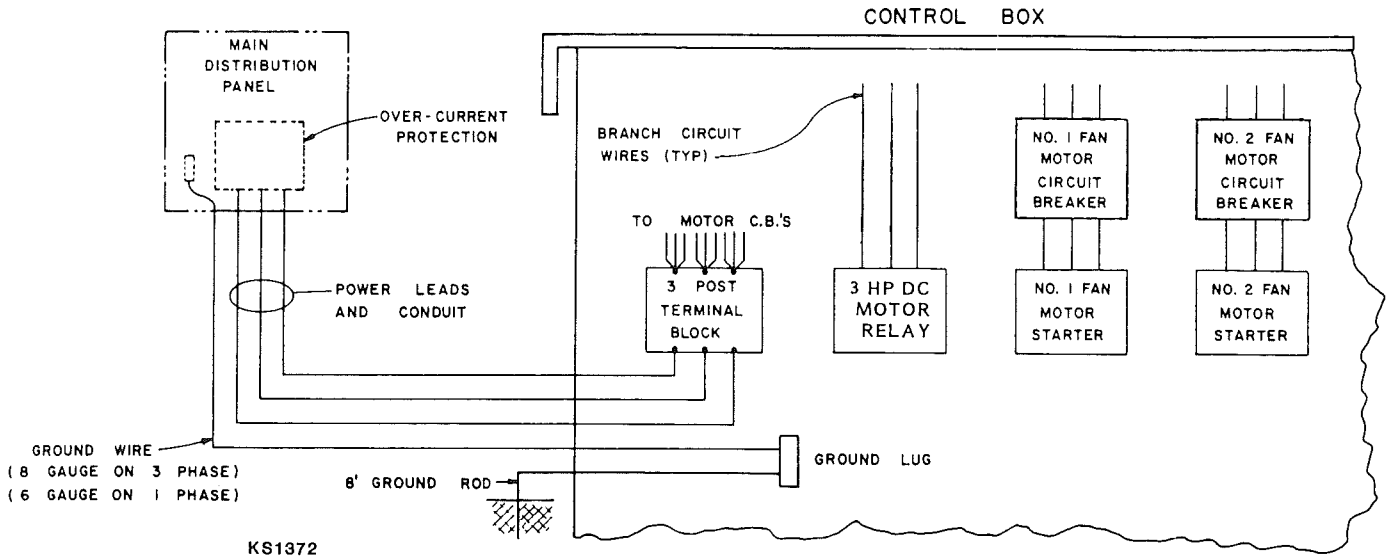 CONTROL BOX
MAIN
DISTRIBUTION
PANEL
OVER-CURRENT
PROTECTION
BRANCH CIRCUIT
WIRES (TYP)
NO. 1 FAN
MOTOR
CIRCUIT
BREAKER
NO. 2 FAN
MOTOR
CIRCUIT
BREAKER
TO MOTOR C.B.'S
POWER LEADS
AND CONDUIT
3 POST
TERMINAL
BLOCK
3 HP DC
MOTOR
RELAY
NO. 1 FAN
MOTOR
STARTER
NO. 2 FAN
MOTOR
STARTER
GROUND WIRE
(8 GAUGE ON 3 PHASE)
(6 GAUGE ON 1 PHASE)
8' GROUND ROD
GROUND LUG
KS1372